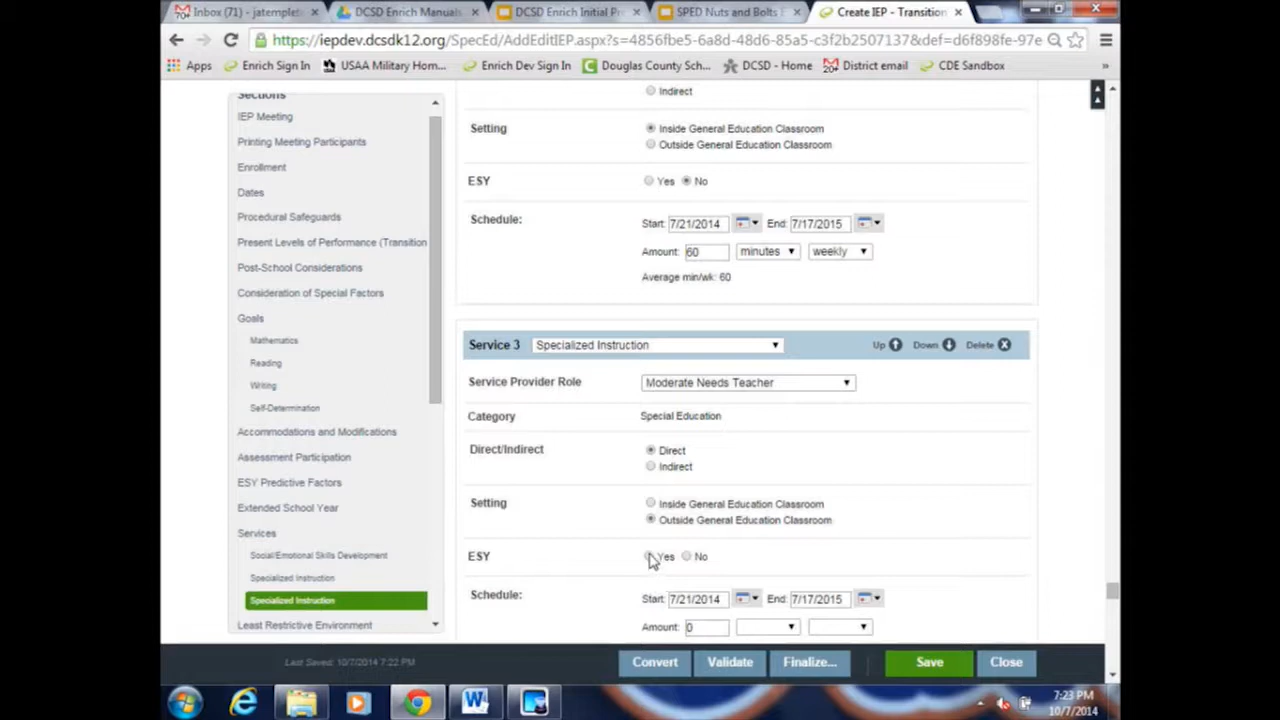 Inbox (71) - jatemplet
DCSD Enrich Manuals
DCSD Enrich Initial Pr
SPED Nuts and Bolts
Create IEP - Transition
https://iepdev.dcsdk12.org/SpecEd/AddEditIEP.aspx?s=4856fbe5-6a8d-48d6-85a5-c3f2b2507137&def=d6f898fe-97e
Apps
Enrich Sign In
USAA Military Hom...
Enrich Dev Sign In
Douglas County Sch...
DCSD - Home
District email
CDE Sandbox
»
Sections
IEP Meeting
Printing Meeting Participants
Enrollment
Dates
Procedural Safeguards
Present Levels of Performance (Transition
Post-School Considerations
Consideration of Special Factors
Goals
Mathematics
Reading
Writing
Self-Determination
Accommodations and Modifications
Assessment Participation
ESY Predictive Factors
Extended School Year
Services
Social/Emotional Skills Development
Specialized Instruction
Specialized Instruction
Least Restrictive Environment
Indirect
Setting
Inside General Education Classroom
Outside General Education Classroom
ESY Yes No
Schedule: Start: 7/21/2014 End: 7/17/2015
Amount: 60 minutes weekly
Average min/wk: 60
Service 3 Specialized Instruction Up Down Delete
Service Provider Role Moderate Needs Teacher
Category Special Education
Direct/Indirect Direct
Indirect
Setting Inside General Education Classroom
Outside General Education Classroom
ESY Yes No
Schedule: Start: 7/21/2014 End: 7/17/2015
Amount: 0
Last Saved: 10/7/2014 7:22 PM
Convert Validate Finalize... Save Close
7:23 PM
10/7/2014